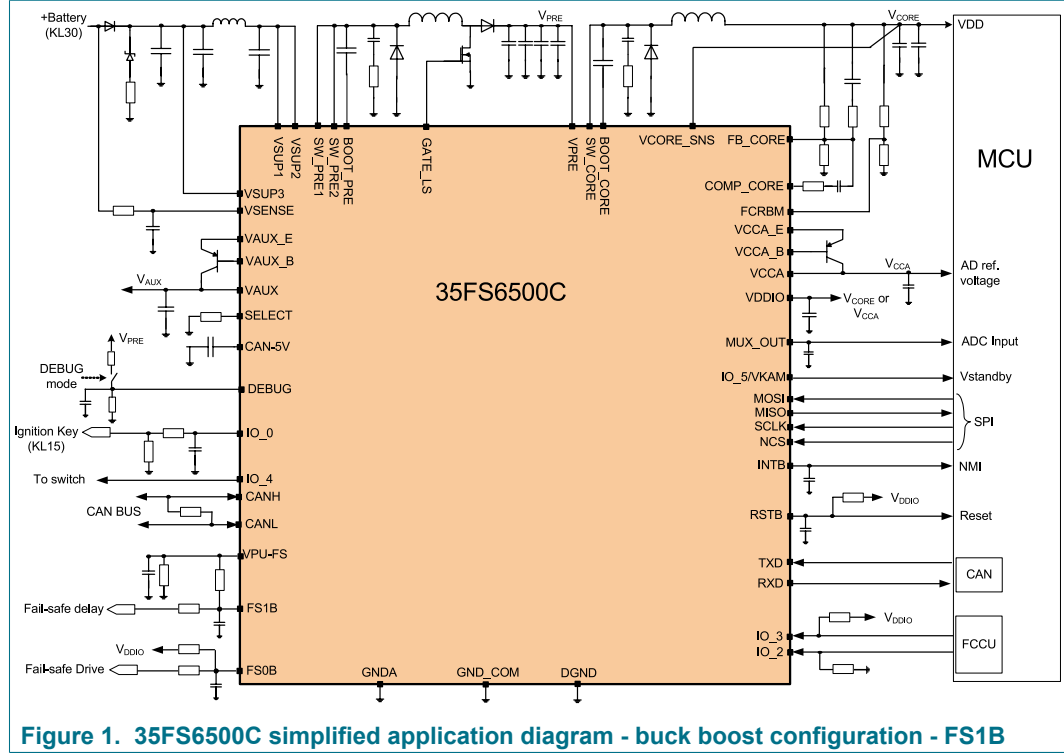 +Battery
(KL30)
VPRE
VCORE
VDD
VSUP1
VSUP2
SW_PRE1
SW_PRE2
BOOT_PRE
GATE_LS
VPRE
SW_CORE
BOOT_CORE
VCORE_SNS
FB_CORE
MCU
COMP_CORE
VSUP3
VSENSE
FCRBM
VCCA_E
VAUX_E
VCCA_B
VAUX_B
VCCA
VCCA
AD ref.
voltage
VAUX
VAUX
35FS6500C
VDDIO
VCORE or
VCCA
SELECT
VPRE
CAN-5V
MUX_OUT
ADC Input
DEBUG
mode
DEBUG
IO_5/VKAM
Vstandby
MOSI
MISO
SCLK
NCS
SPI
Ignition Key
(KL15)
IO_0
INTB
NMI
To switch
IO_4
CANH
CAN BUS
CANL
VDDIO
RSTB
Reset
VPU-FS
TXD
RXD
CAN
Fail-safe delay
FS1B
VDDIO
IO_3
IO_2
FCCU
VDDIO
Fail-safe Drive
FS0B
GNDA
GND_COM
DGND
Figure 1. 35FS6500C simplified application diagram - buck boost configuration - FS1B